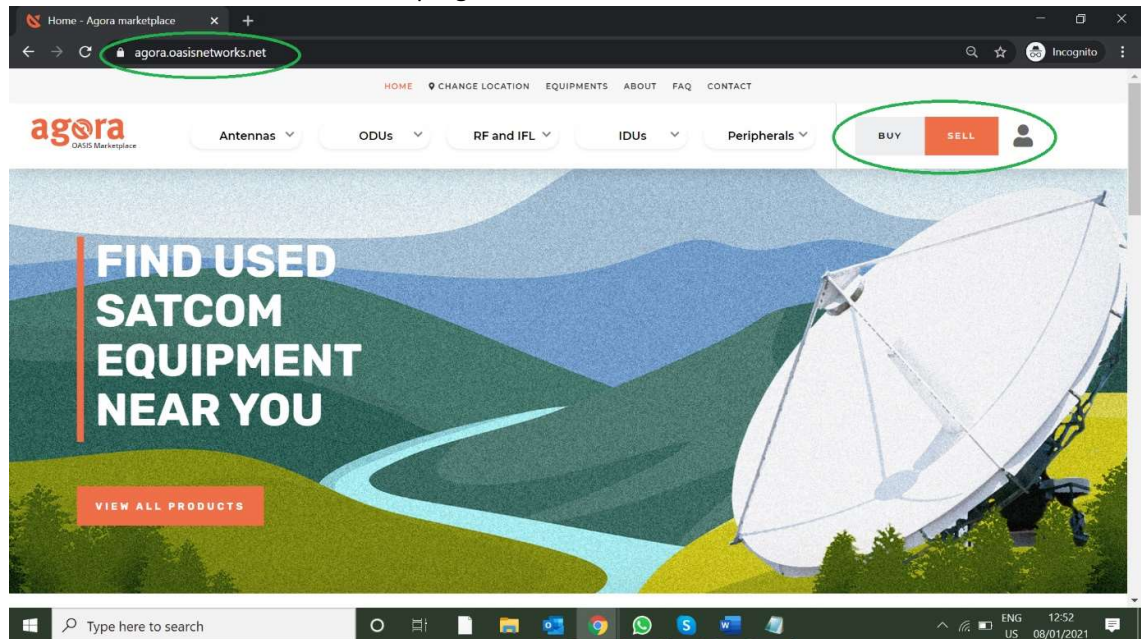 Home - Agora marketplace
agora.oasisnetworks.net
Incognito
HOME CHANGE LOCATION EQUIPMENTS ABOUT FAQ CONTACT
agora
OASIS Marketplace
Antennas ODUs RF and IFL IDUs Peripherals BUY SELL
FIND USED
SATCOM
EQUIPMENT
NEAR YOU
VIEW ALL PRODUCTS
Type here to search
ENG 12:52
US 08/01/2021